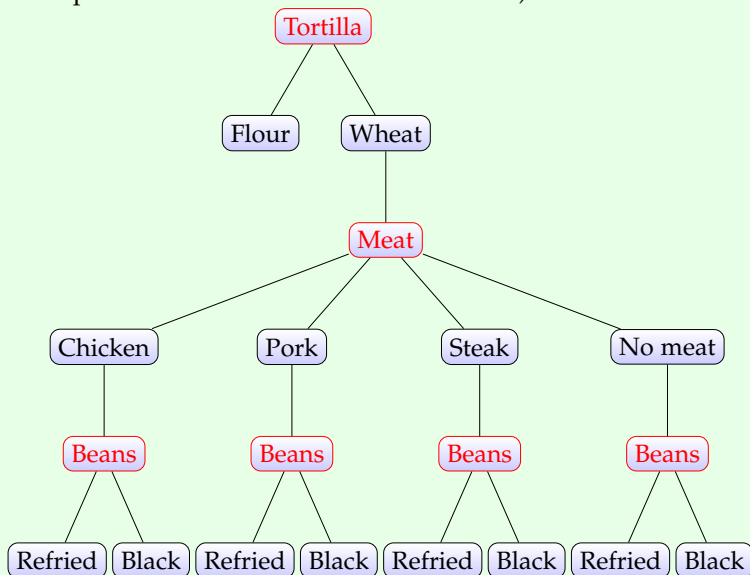 Tortilla
Flour Wheat
Meat
Chicken Pork Steak No meat
Beans Beans Beans Beans
Refried Black Refried Black Refried Black Refried Black